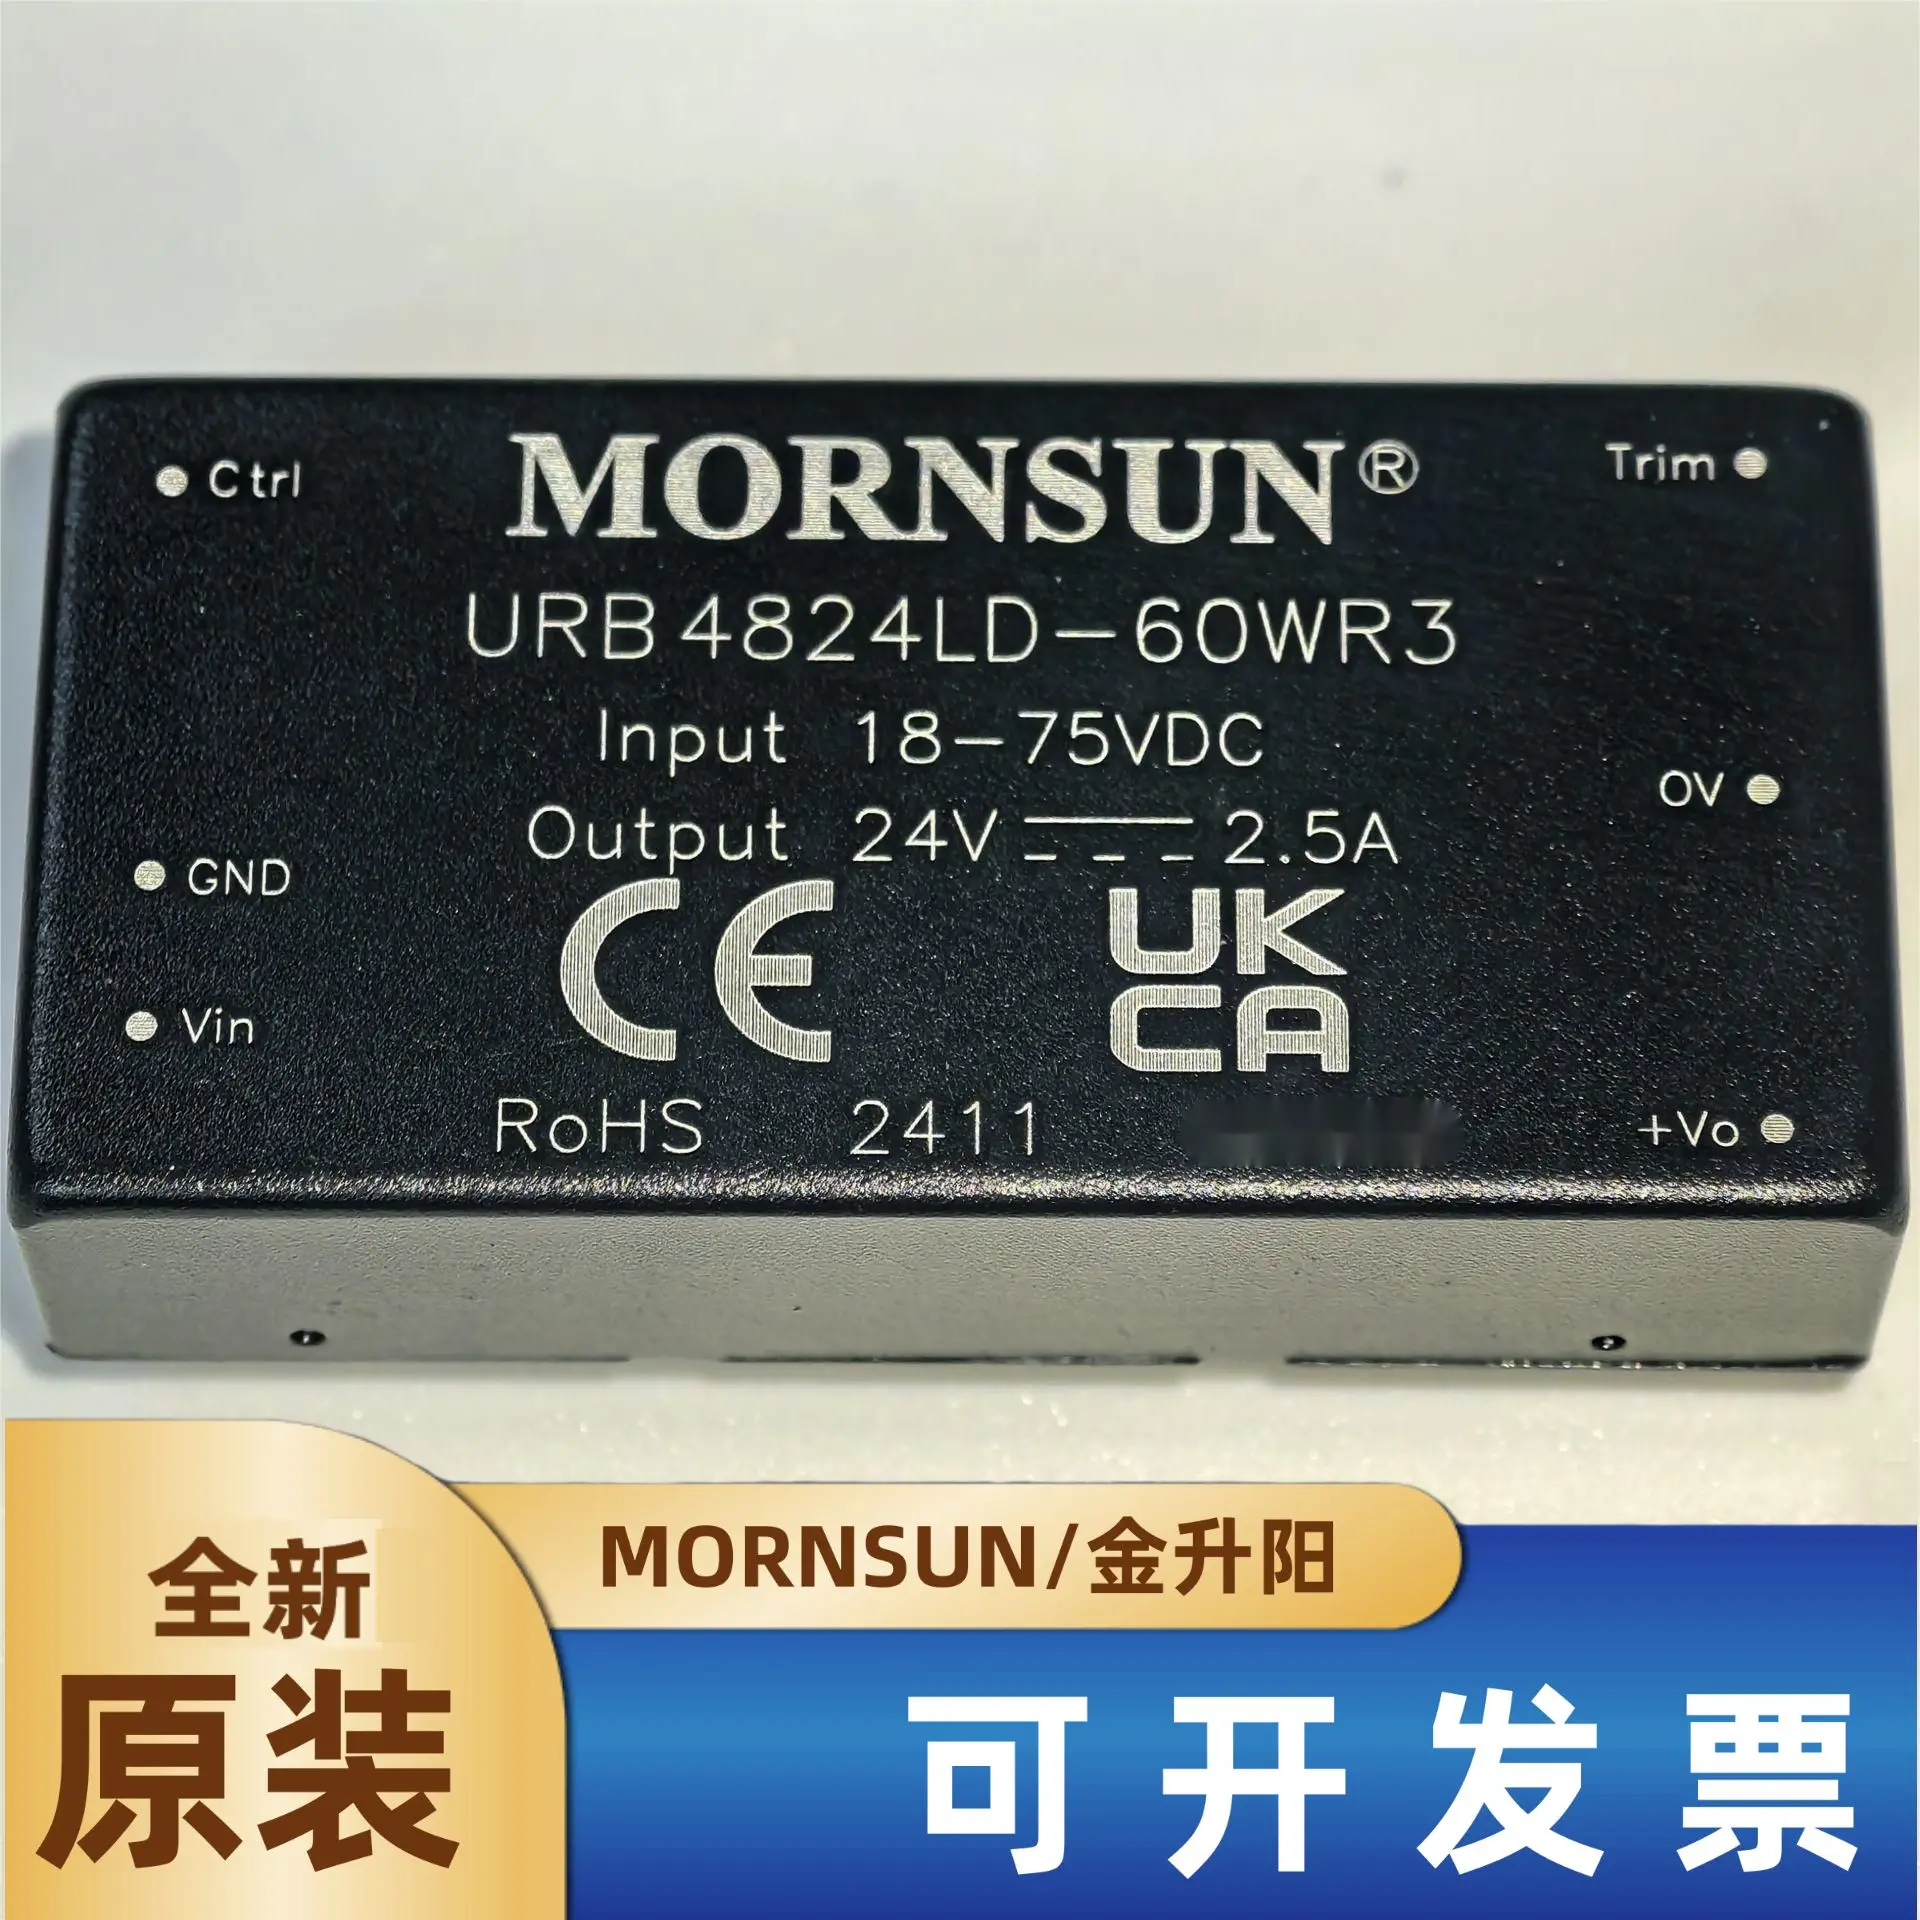 MORNSUN®
Ctrl
Trim
URB4824LD-60WR3
Input 18-75VDC
0V
Output 24V⎓2.5A
GND
CE
UK
CA
Vin
RoHS 2411
+Vo
MORNSUN/金升阳
全新
原装
可开发票